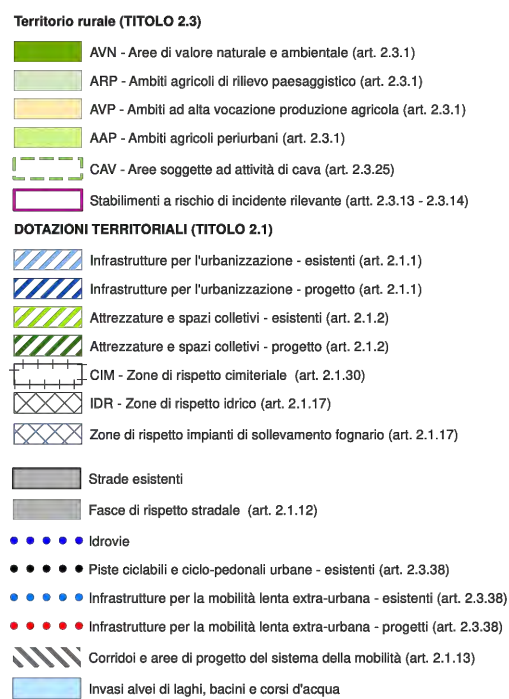 Territorio rurale (TITOLO 2.3)
AVN - Aree di valore naturale e ambientale (art. 2.3.1)
ARP - Ambiti agricoli di rilievo paesaggistico (art. 2.3.1)
AVP - Ambiti ad alta vocazione produzione agricola (art. 2.3.1)
AAP - Ambiti agricoli periurbani (art. 2.3.1)
CAV - Aree soggette ad attività di cava (art. 2.3.25)
Stabilimenti a rischio di incidente rilevante (artt. 2.3.13 - 2.3.14)
DOTAZIONI TERRITORIALI (TITOLO 2.1)
Infrastrutture per l'urbanizzazione - esistenti (art. 2.1.1)
Infrastrutture per l'urbanizzazione - progetto (art. 2.1.1)
Attrezzature e spazi colletivi - esistenti (art. 2.1.2)
Attrezzature e spazi colletivi - progetto (art. 2.1.2)
CIM - Zone di rispetto cimiteriale (art. 2.1.30)
IDR - Zone di rispetto idrico (art. 2.1.17)
Zone di rispetto impianti di sollevamento fognario (art. 2.1.17)
Strade esistenti
Fasce di rispetto stradale (art. 2.1.12)
Idrovie
Piste ciclabili e ciclo-pedonali urbane - esistenti (art. 2.3.38)
Infrastrutture per la mobilità lenta extra-urbana - esistenti (art. 2.3.38)
Infrastrutture per la mobilità lenta extra-urbana - progetti (art. 2.3.38)
Corridoi e aree di progetto del sistema della mobilità (art. 2.1.13)
Invasi alvei di laghi, bacini e corsi d'acqua